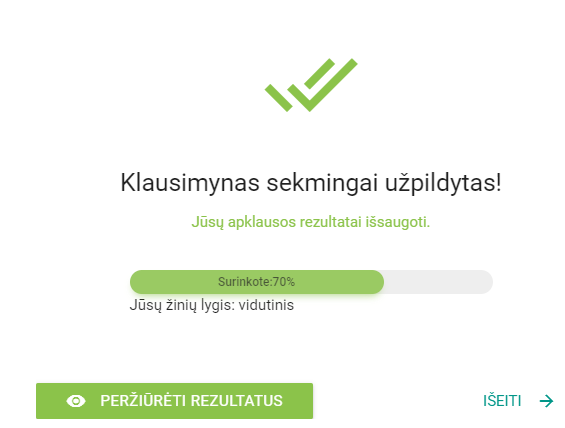 Klausimynas sekmingai užpildytas!
Jūsų apklausos rezultatai išsaugoti.
Surinkote:70%
Jūsų žinių lygis: vidutinis
PERŽIŪRĖTI REZULTATUS
IŠEITI